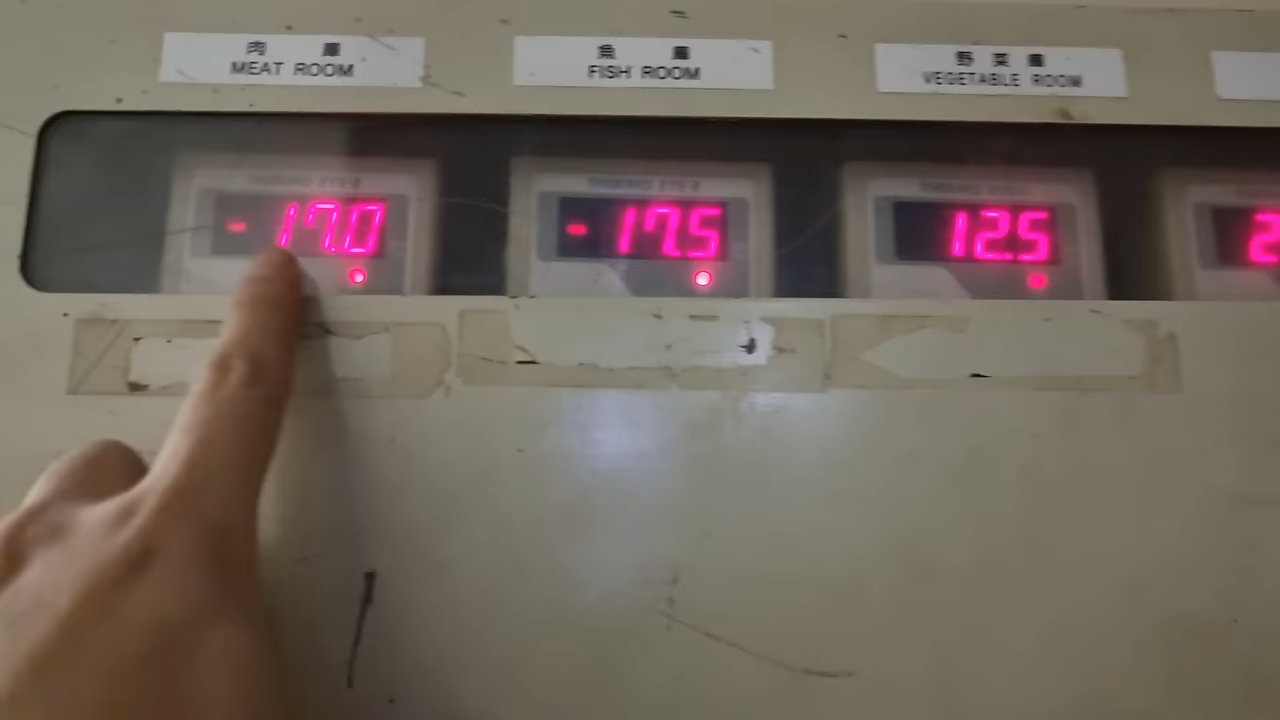 肉 庫
MEAT ROOM
魚 庫
FISH ROOM
野 菜 庫
VEGETABLE ROOM
-17.0
-17.5
12.5
2